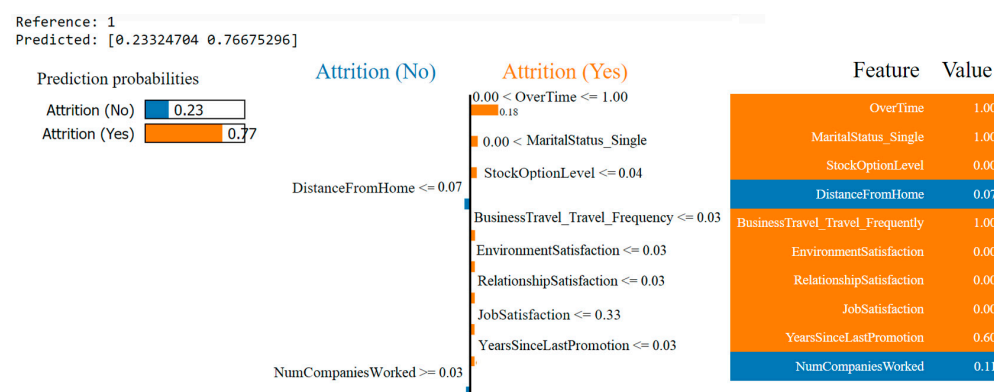 Reference: 1
Predicted: [0.23324704 0.76675296]
Prediction probabilities
Attrition (No) 0.23
Attrition (Yes) 0.77
Attrition (No) Attrition (Yes)
0.00 < OverTime <= 1.00
0.18
0.00 < MaritalStatus_Single
StockOptionLevel <= 0.04
DistanceFromHome <= 0.07
BusinessTravel_Travel_Frequency <= 0.03
EnvironmentSatisfaction <= 0.03
RelationshipSatisfaction <= 0.03
JobSatisfaction <= 0.33
YearsSinceLastPromotion <= 0.03
NumCompaniesWorked >= 0.03
Feature Value
OverTime 1.00
MaritalStatus_Single 1.00
StockOptionLevel 0.00
DistanceFromHome 0.07
BusinessTravel_Travel_Frequently 1.00
EnvironmentSatisfaction 0.00
RelationshipSatisfaction 0.00
JobSatisfaction 0.00
YearsSinceLastPromotion 0.60
NumCompaniesWorked 0.11